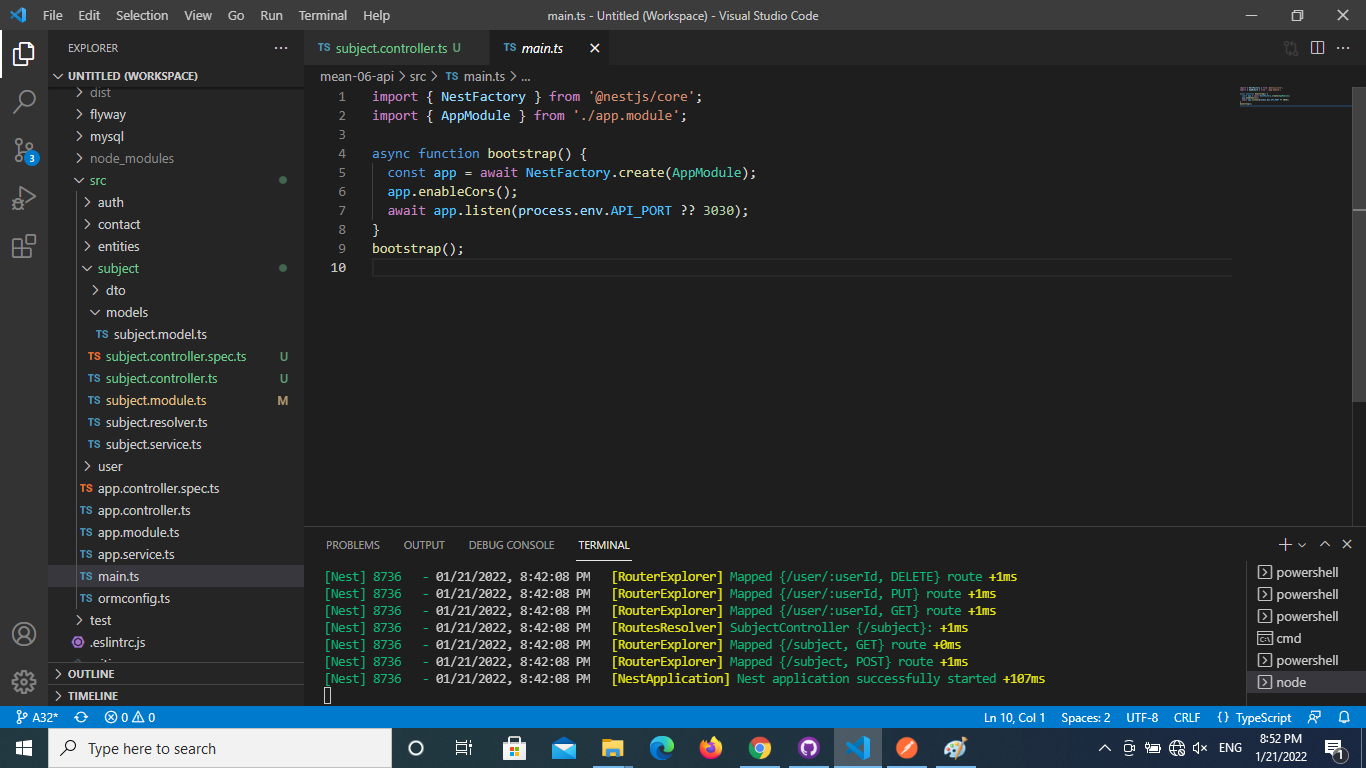 File Edit Selection View Go Run Terminal Help
main.ts - Untitled (Workspace) - Visual Studio Code
EXPLORER
UNTITLED (WORKSPACE)
dist
flyway
mysql
node_modules
src
auth
contact
entities
subject
dto
models
TS subject.model.ts
TS subject.controller.spec.ts U
TS subject.controller.ts U
TS subject.module.ts M
TS subject.resolver.ts
TS subject.service.ts
user
TS app.controller.spec.ts
TS app.controller.ts
TS app.module.ts
TS app.service.ts
TS main.ts
TS ormconfig.ts
test
.eslintrc.js
OUTLINE
TIMELINE
3
TS subject.controller.ts U
TS main.ts
mean-06-api > src > TS main.ts > ...
1 import { NestFactory } from '@nestjs/core';
2 import { AppModule } from './app.module';
3
4 async function bootstrap() {
5 const app = await NestFactory.create(AppModule);
6 app.enableCors();
7 await app.listen(process.env.API_PORT ?? 3030);
8 }
9 bootstrap();
10
PROBLEMS OUTPUT DEBUG CONSOLE TERMINAL
[Nest] 8736 - 01/21/2022, 8:42:08 PM [RouterExplorer] Mapped {/user/:userId, DELETE} route +1ms
[Nest] 8736 - 01/21/2022, 8:42:08 PM [RouterExplorer] Mapped {/user/:userId, PUT} route +1ms
[Nest] 8736 - 01/21/2022, 8:42:08 PM [RouterExplorer] Mapped {/user/:userId, GET} route +1ms
[Nest] 8736 - 01/21/2022, 8:42:08 PM [RoutesResolver] SubjectController {/subject}: +1ms
[Nest] 8736 - 01/21/2022, 8:42:08 PM [RouterExplorer] Mapped {/subject, GET} route +0ms
[Nest] 8736 - 01/21/2022, 8:42:08 PM [RouterExplorer] Mapped {/subject, POST} route +1ms
[Nest] 8736 - 01/21/2022, 8:42:08 PM [NestApplication] Nest application successfully started +107ms
powershell
powershell
powershell
cmd
powershell
node
A32* 0 0
Ln 10, Col 1 Spaces: 2 UTF-8 CRLF {} TypeScript
Type here to search
ENG
8:52 PM
1/21/2022
1